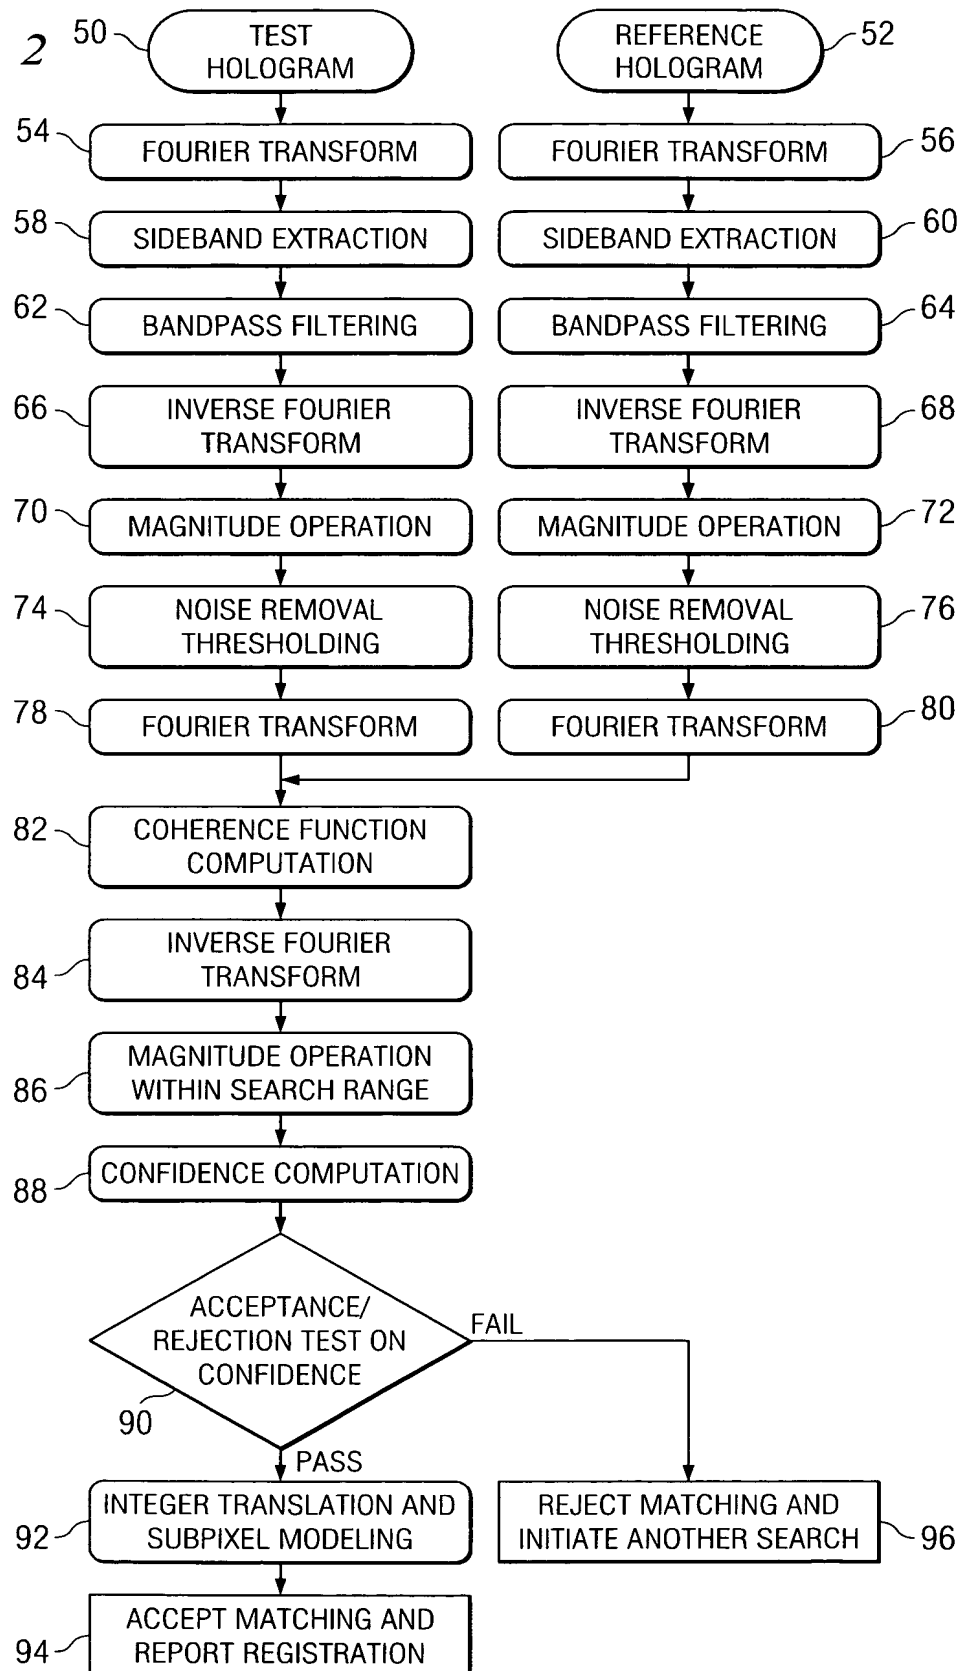 2
50
TEST
HOLOGRAM
REFERENCE
HOLOGRAM
52
54
FOURIER TRANSFORM
FOURIER TRANSFORM
56
58
SIDEBAND EXTRACTION
SIDEBAND EXTRACTION
60
62
BANDPASS FILTERING
BANDPASS FILTERING
64
66
INVERSE FOURIER
TRANSFORM
INVERSE FOURIER
TRANSFORM
68
70
MAGNITUDE OPERATION
MAGNITUDE OPERATION
72
74
NOISE REMOVAL
THRESHOLDING
NOISE REMOVAL
THRESHOLDING
76
78
FOURIER TRANSFORM
FOURIER TRANSFORM
80
82
COHERENCE FUNCTION
COMPUTATION
84
INVERSE FOURIER
TRANSFORM
86
MAGNITUDE OPERATION
WITHIN SEARCH RANGE
88
CONFIDENCE COMPUTATION
ACCEPTANCE/
REJECTION TEST ON
CONFIDENCE
90
FAIL
PASS
92
INTEGER TRANSLATION AND
SUBPIXEL MODELING
REJECT MATCHING AND
INITIATE ANOTHER SEARCH
96
94
ACCEPT MATCHING AND
REPORT REGISTRATION